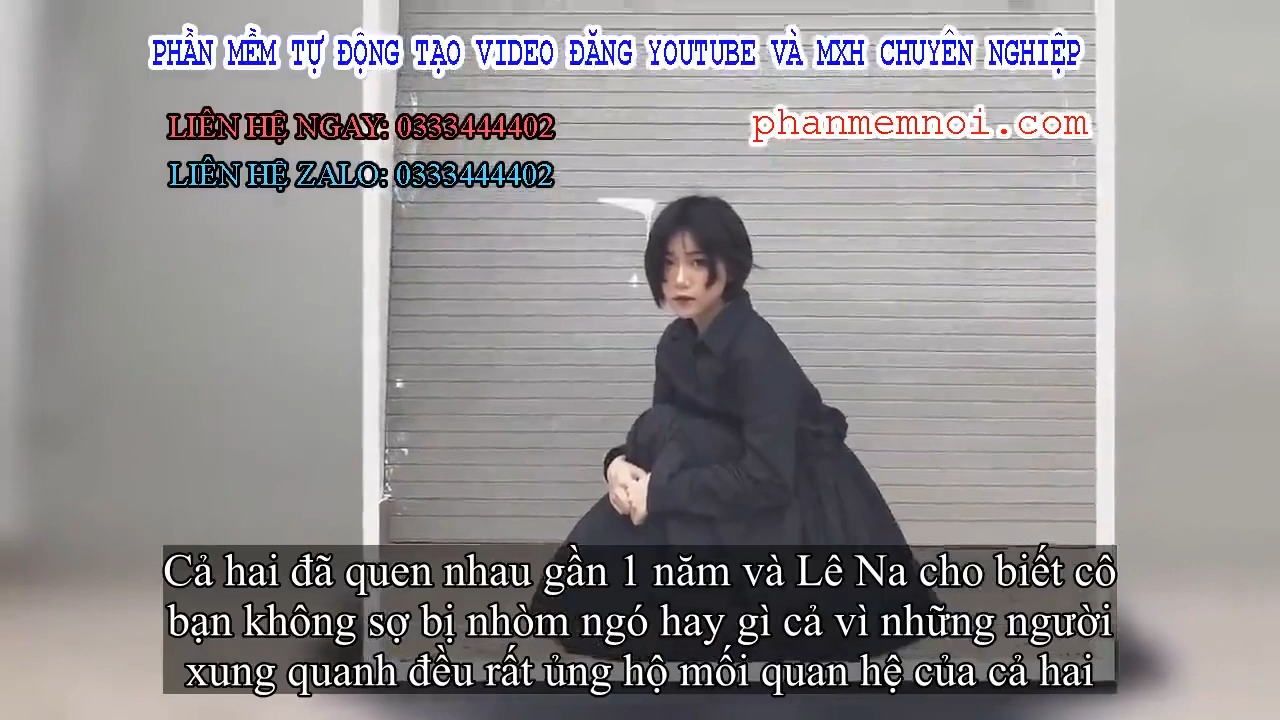 PHẦN MỀM TỰ ĐỘNG TẠO VIDEO ĐĂNG YOUTUBE VÀ MXH CHUYÊN NGHIỆP
LIÊN HỆ NGAY: 0333444402
phanmemnoi.com
LIÊN HỆ ZALO: 0333444402
Cả hai đã quen nhau gần 1 năm và Lê Na cho biết cô
bạn không sợ bị nhòm ngó hay gì cả vì những người
xung quanh đều rất ủng hộ mối quan hệ của cả hai